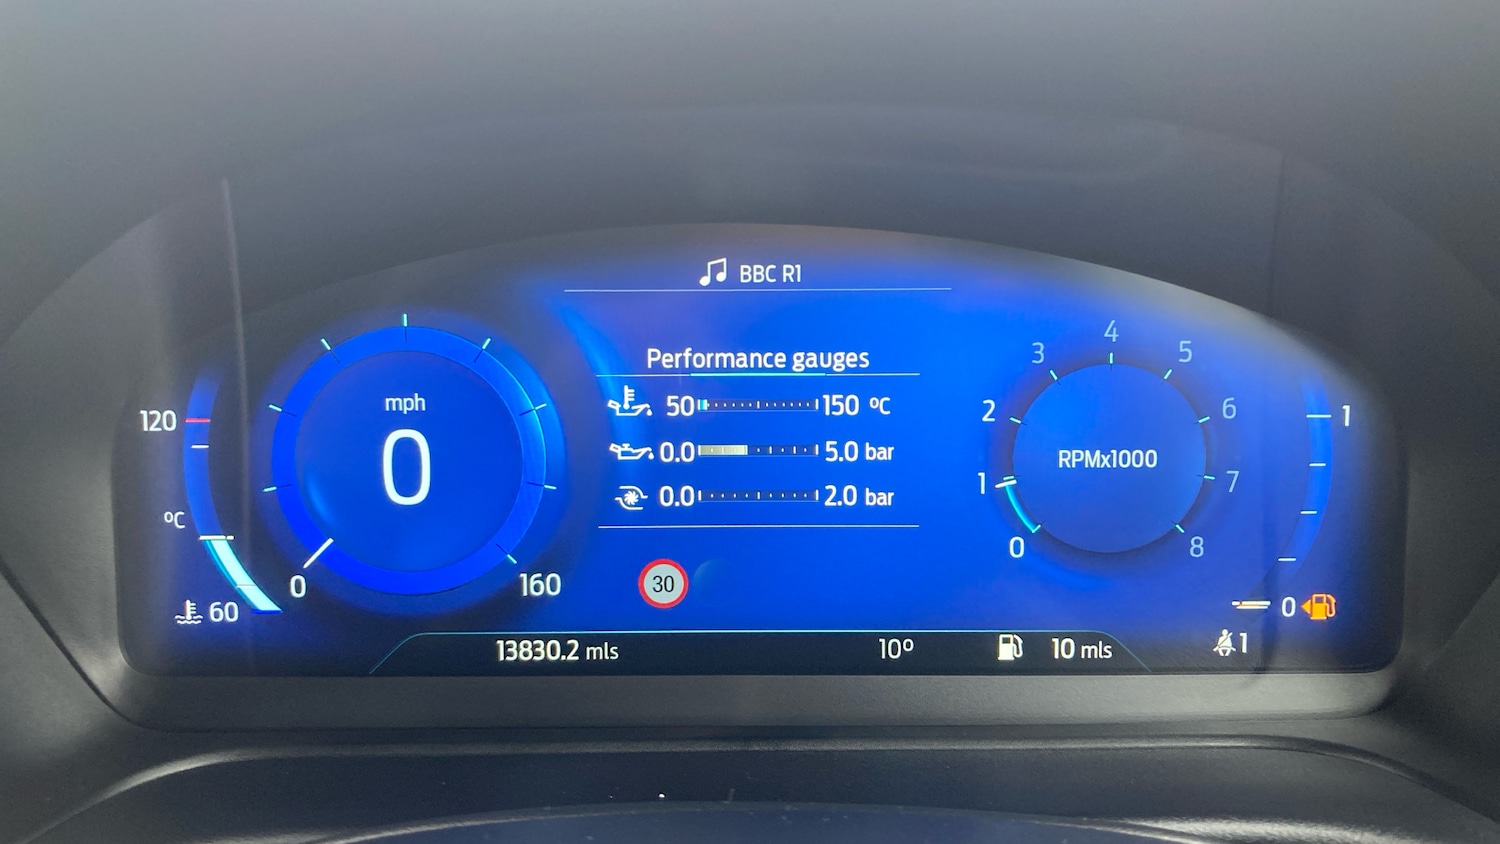 BBC R1
Performance gauges
50 150 ºC
0.0 5.0 bar
0.0 2.0 bar
120
ºC
60
mph
0
0 160
30
0 1 2 3 4 5 6 7 8
RPMx1000
1
0
13830.2 mls 10º 10 mls
1